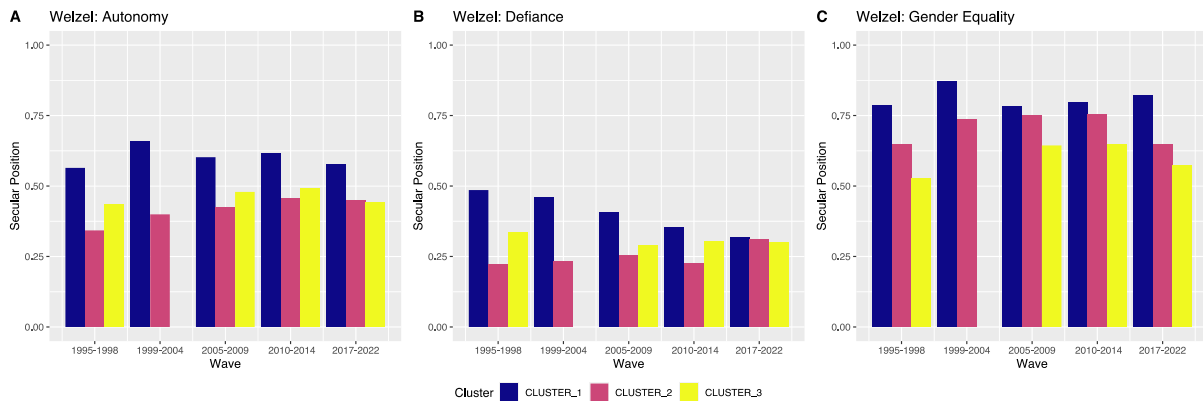 A Welzel: Autonomy
1.00
0.75
0.50
0.25
0.00
Secular Position
1995-1998 1999-2004 2005-2009 2010-2014 2017-2022
Wave
B Welzel: Defiance
1.00
0.75
0.50
0.25
0.00
Secular Position
1995-1998 1999-2004 2005-2009 2010-2014 2017-2022
Wave
C Welzel: Gender Equality
1.00
0.75
0.50
0.25
0.00
Secular Position
1995-1998 1999-2004 2005-2009 2010-2014 2017-2022
Wave
Cluster CLUSTER_1 CLUSTER_2 CLUSTER_3